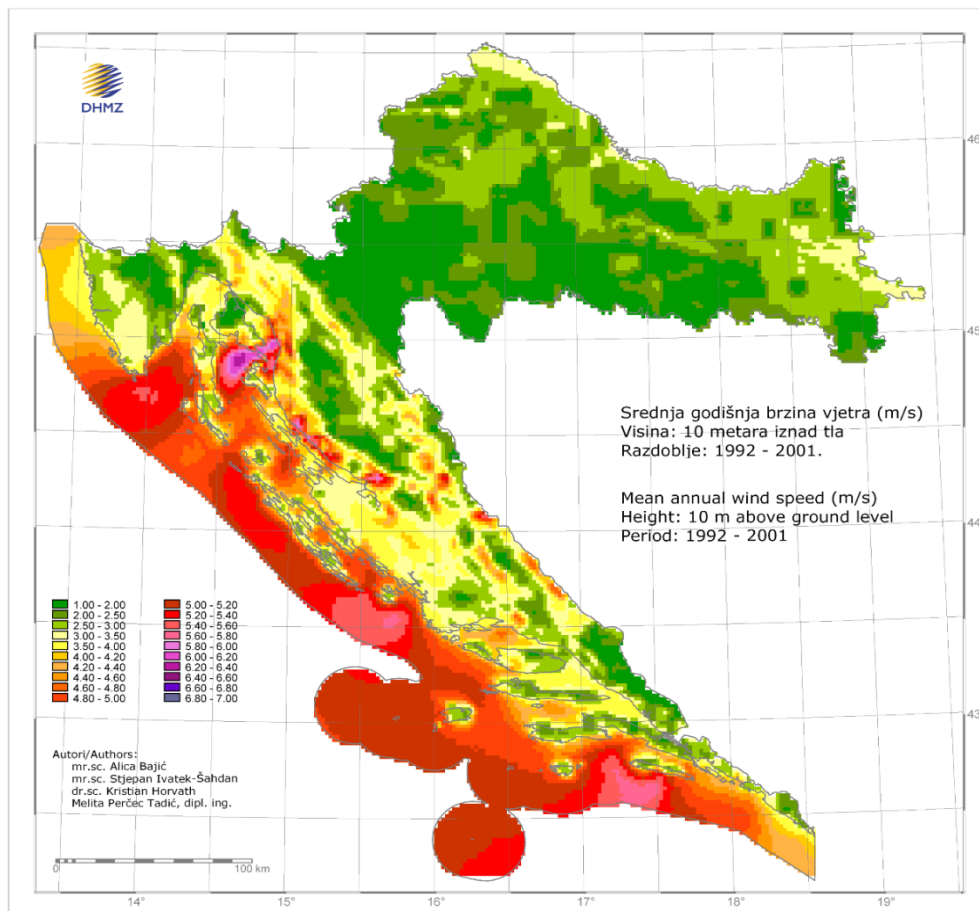 DHMZ
46
45
44
43
Srednja godišnja brzina vjetra (m/s)
Visina: 10 metara iznad tla
Razdoblje: 1992 - 2001.
Mean annual wind speed (m/s)
Height: 10 m above ground level
Period: 1992 - 2001
1.00 - 2.00
2.00 - 2.50
2.50 - 3.00
3.00 - 3.50
3.50 - 4.00
4.00 - 4.20
4.20 - 4.40
4.40 - 4.60
4.60 - 4.80
4.80 - 5.00
5.00 - 5.20
5.20 - 5.40
5.40 - 5.60
5.60 - 5.80
5.80 - 6.00
6.00 - 6.20
6.20 - 6.40
6.40 - 6.60
6.60 - 6.80
6.80 - 7.00
Autori/Authors:
mr.sc. Alica Bajić
mr.sc. Stjepan Ivatek-Šahdan
dr.sc. Kristian Horvath
Melita Perčec Tadić, dipl. ing.
0 100 km
14° 15° 16° 17° 18° 19°